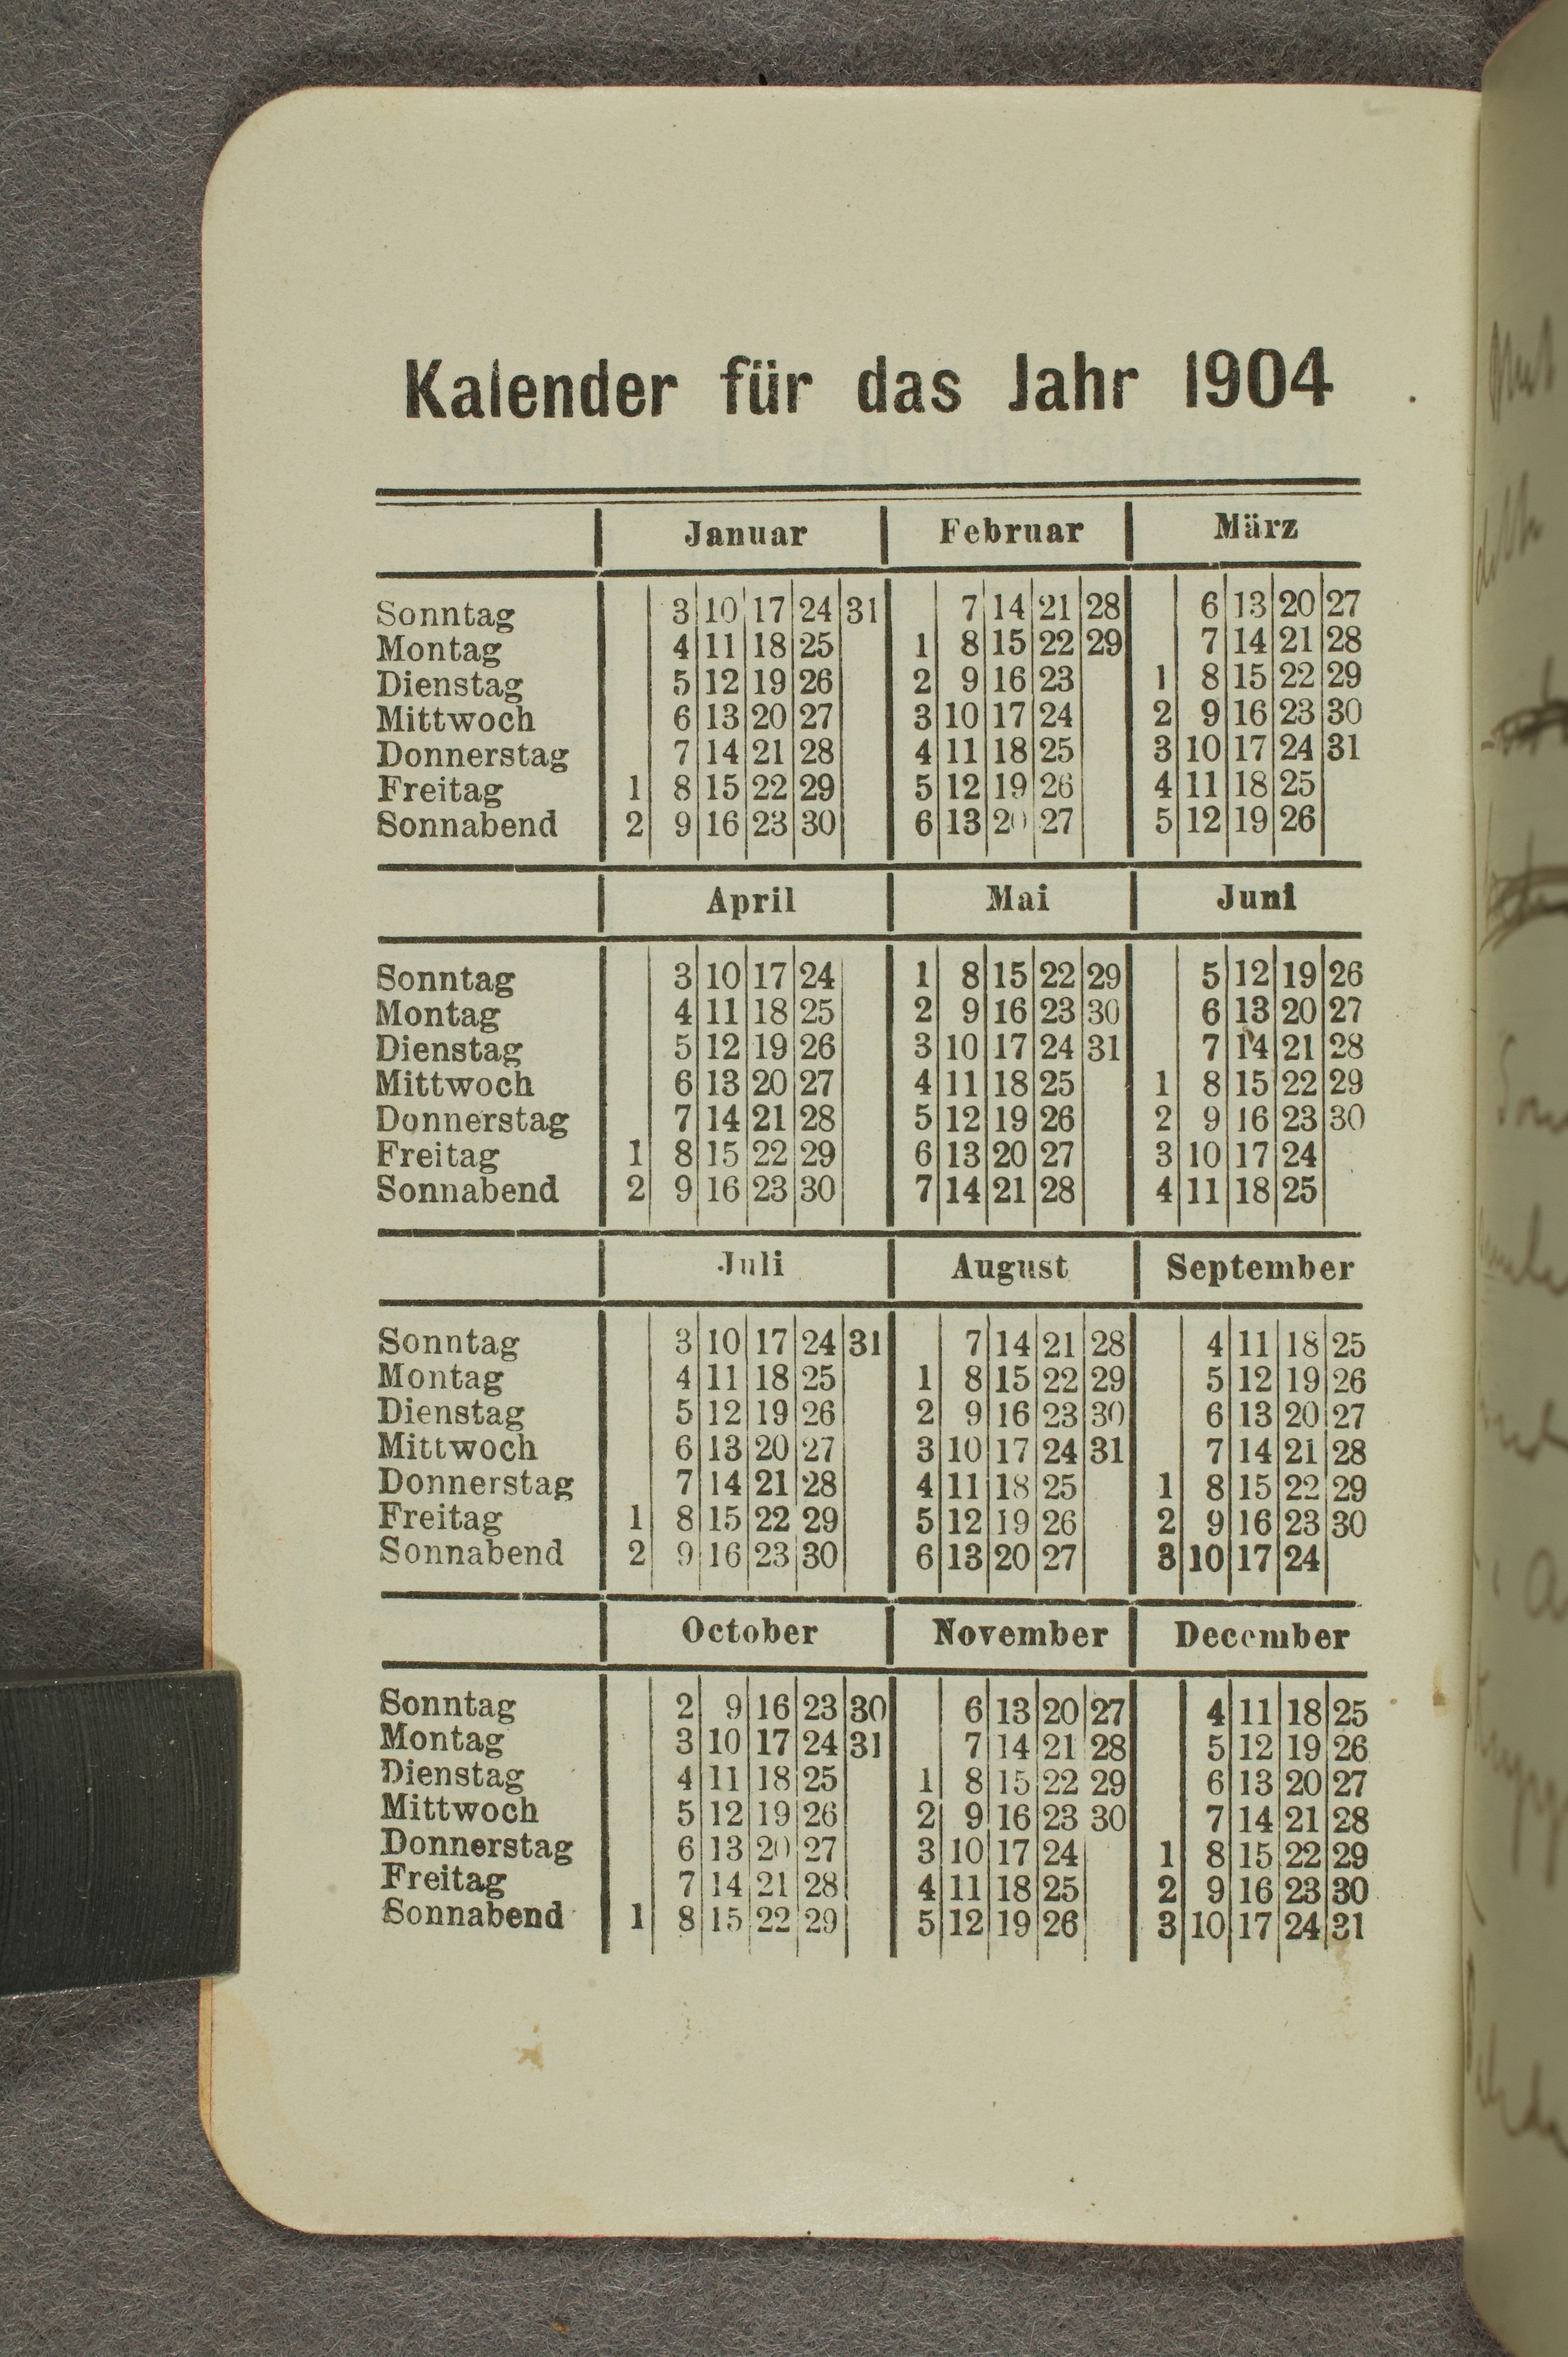 Kalender für das Jahr 1904
Januar Februar März
Sonntag 3 10 17 24 31 7 14 21 28 6 13 20 27
Montag 4 11 18 25 1 8 15 22 29 7 14 21 28
Dienstag 5 12 19 26 2 9 16 23 1 8 15 22 29
Mittwoch 6 13 20 27 3 10 17 24 2 9 16 23 30
Donnerstag 7 14 21 28 4 11 18 25 3 10 17 24 31
Freitag 1 8 15 22 29 5 12 19 26 4 11 18 25
Sonnabend 2 9 16 23 30 6 13 20 27 5 12 19 26
April Mai Juni
Sonntag 3 10 17 24 1 8 15 22 29 5 12 19 26
Montag 4 11 18 25 2 9 16 23 30 6 13 20 27
Dienstag 5 12 19 26 3 10 17 24 31 7 14 21 28
Mittwoch 6 13 20 27 4 11 18 25 1 8 15 22 29
Donnerstag 7 14 21 28 5 12 19 26 2 9 16 23 30
Freitag 1 8 15 22 29 6 13 20 27 3 10 17 24
Sonnabend 2 9 16 23 30 7 14 21 28 4 11 18 25
Juli August September
Sonntag 3 10 17 24 31 7 14 21 28 4 11 18 25
Montag 4 11 18 25 1 8 15 22 29 5 12 19 26
Dienstag 5 12 19 26 2 9 16 23 30 6 13 20 27
Mittwoch 6 13 20 27 3 10 17 24 31 7 14 21 28
Donnerstag 7 14 21 28 4 11 18 25 1 8 15 22 29
Freitag 1 8 15 22 29 5 12 19 26 2 9 16 23 30
Sonnabend 2 9 16 23 30 6 13 20 27 3 10 17 24
October November December
Sonntag 2 9 16 23 30 6 13 20 27 4 11 18 25
Montag 3 10 17 24 31 7 14 21 28 5 12 19 26
Dienstag 4 11 18 25 1 8 15 22 29 6 13 20 27
Mittwoch 5 12 19 26 2 9 16 23 30 7 14 21 28
Donnerstag 6 13 20 27 3 10 17 24 1 8 15 22 29
Freitag 7 14 21 28 4 11 18 25 2 9 16 23 30
Sonnabend 1 8 15 22 29 5 12 19 26 3 10 17 24 31